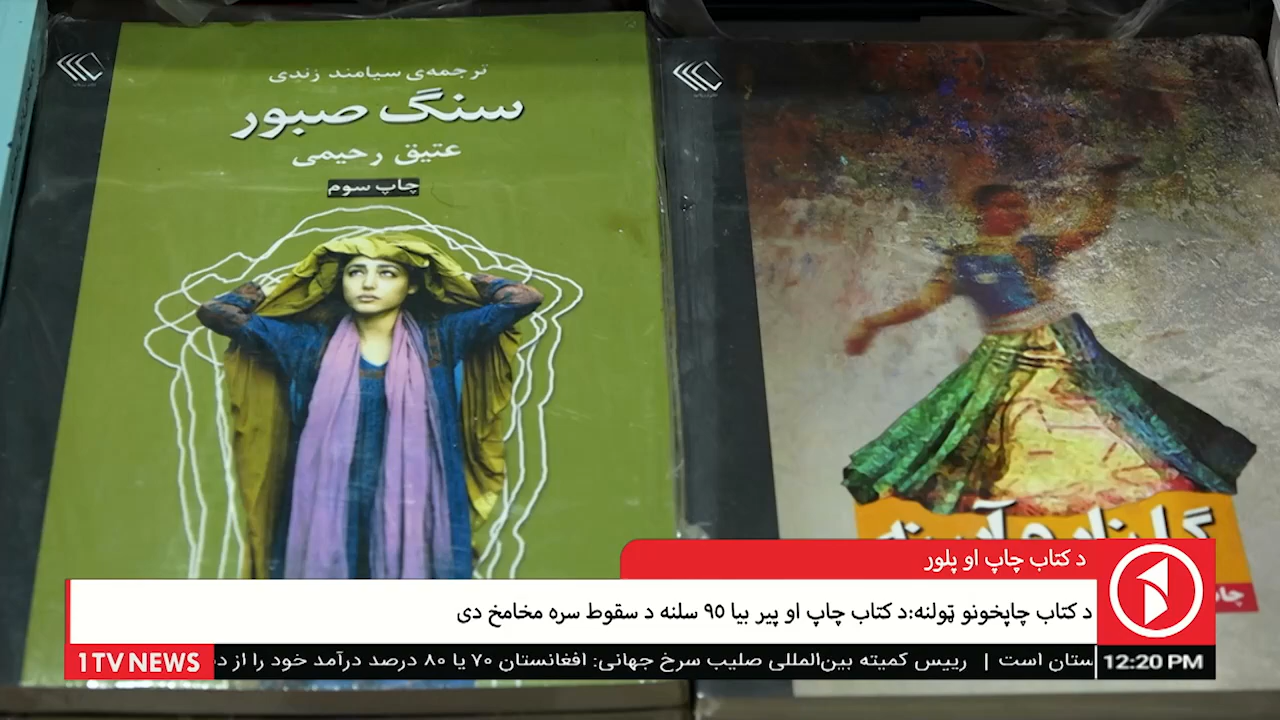 ترجمه‌ی سیامند زندی
سنگ صبور
عتیق رحیمی
چاپ سوم
د کتاب چاپ او پلور
د کتاب چاپخونو ټولنه:د کتاب چاپ او پیر بیا ۹۵ سلنه د سقوط سره مخامخ دی
1TV NEWS
ستان است | رییس کمیته بین‌المللی صلیب سرخ جهانی: افغانستان ۷۰ یا ۸۰ درصد درآمد خود را از د
12:20 PM